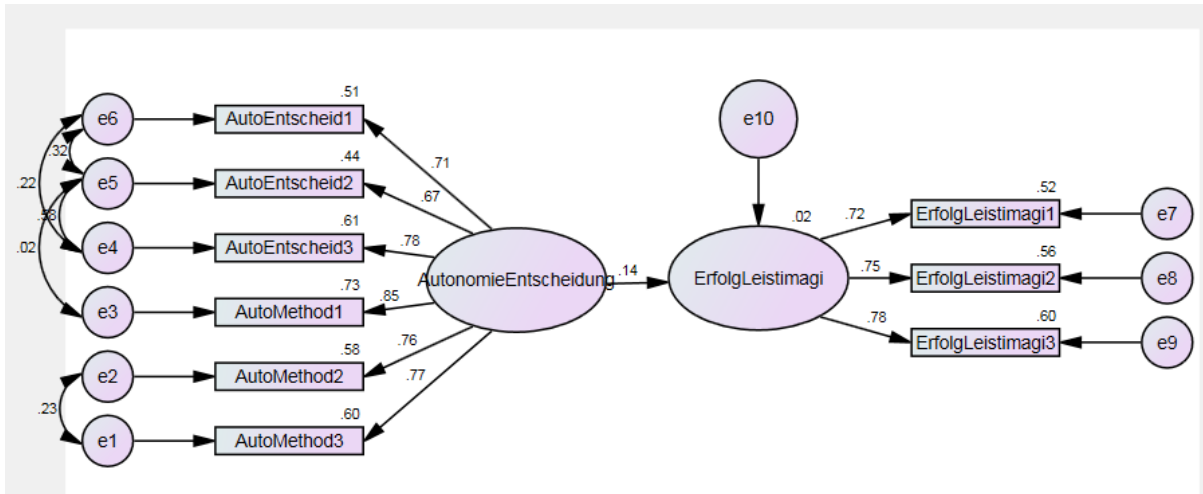 .51
e6
AutoEntscheid1
.32
.71
e10
.44
.22
e5
AutoEntscheid2
.67
.52
.02
.72
ErfolgLeistimagi1
e7
.53
.61
e4
AutoEntscheid3
.78
.02
.56
AutonomieEntscheidung
.14
ErfolgLeistimagi
.75
ErfolgLeistimagi2
e8
.73
.85
e3
AutoMethod1
.78
.60
ErfolgLeistimagi3
e9
.58
.76
e2
AutoMethod2
.77
.23
.60
e1
AutoMethod3